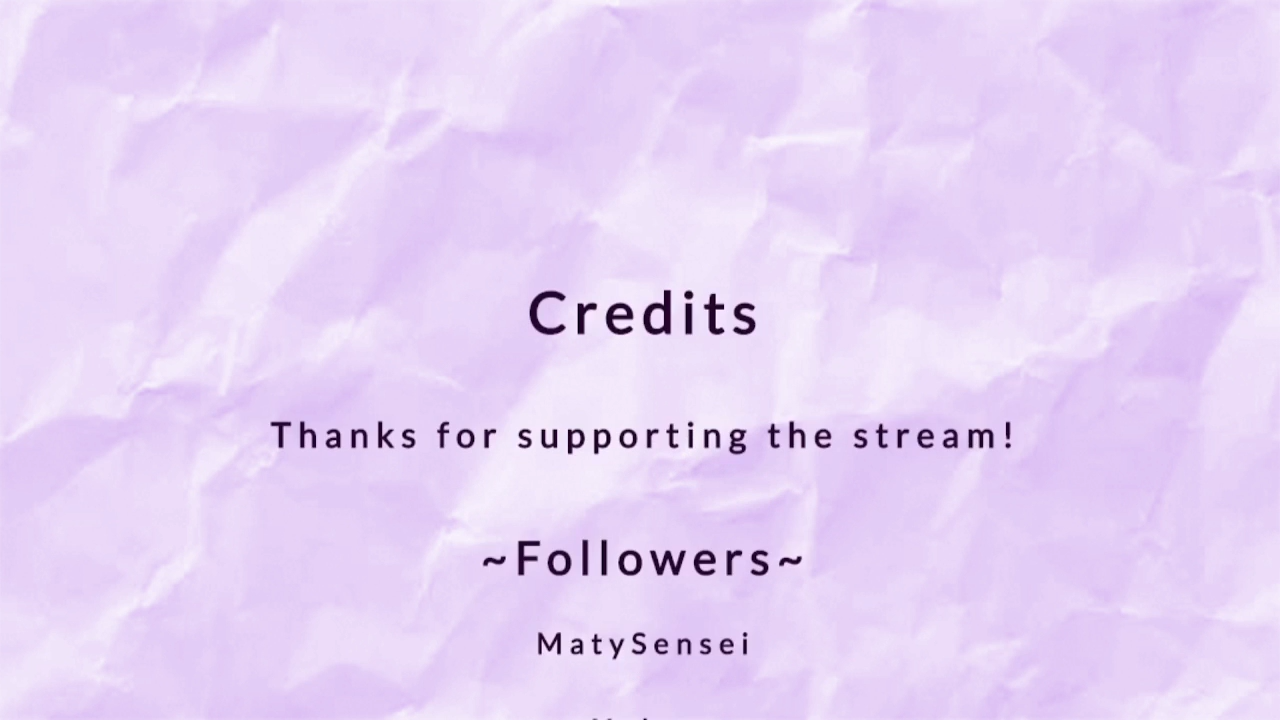 Credits
Thanks for supporting the stream!
~Followers~
MatySensei